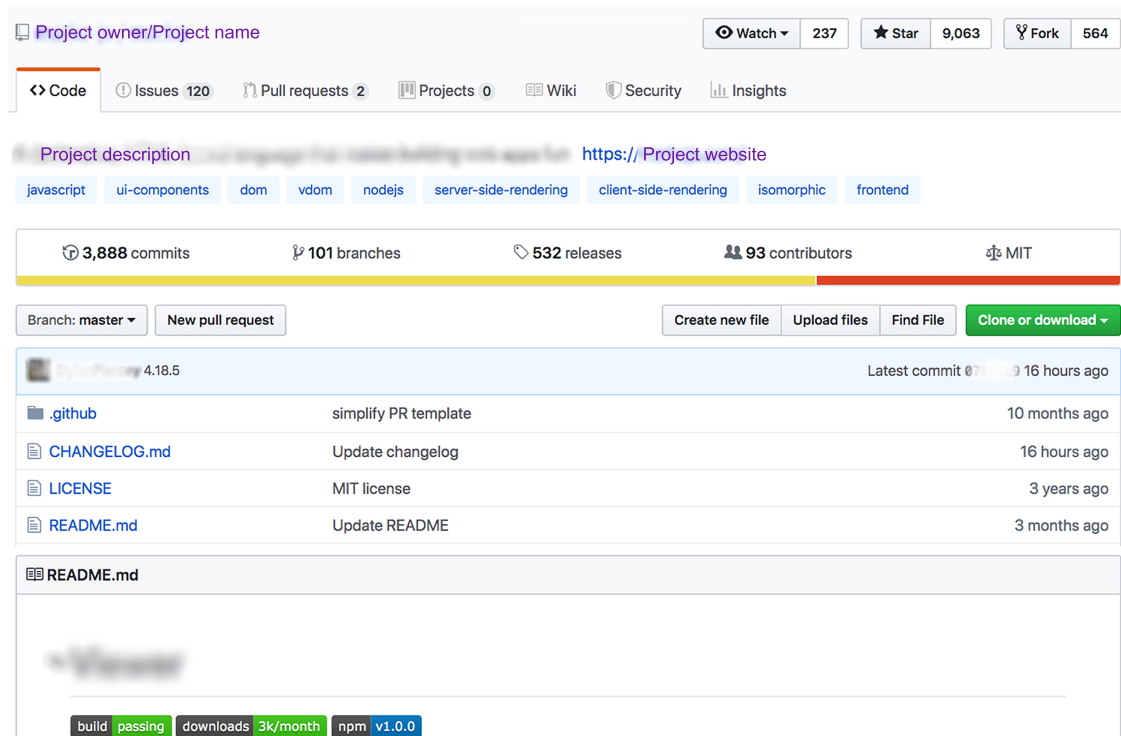 Project owner/Project name Watch 237 Star 9,063 Fork 564
Code Issues 120 Pull requests 2 Projects 0 Wiki Security Insights
Project description https:// Project website
javascript ui-components dom vdom nodejs server-side-rendering client-side-rendering isomorphic frontend
3,888 commits 101 branches 532 releases 93 contributors MIT
Branch: master New pull request Create new file Upload files Find File Clone or download
4.18.5 Latest commit 16 hours ago
.github simplify PR template 10 months ago
CHANGELOG.md Update changelog 16 hours ago
LICENSE MIT license 3 years ago
README.md Update README 3 months ago
README.md
build passing downloads 3k/month npm v1.0.0